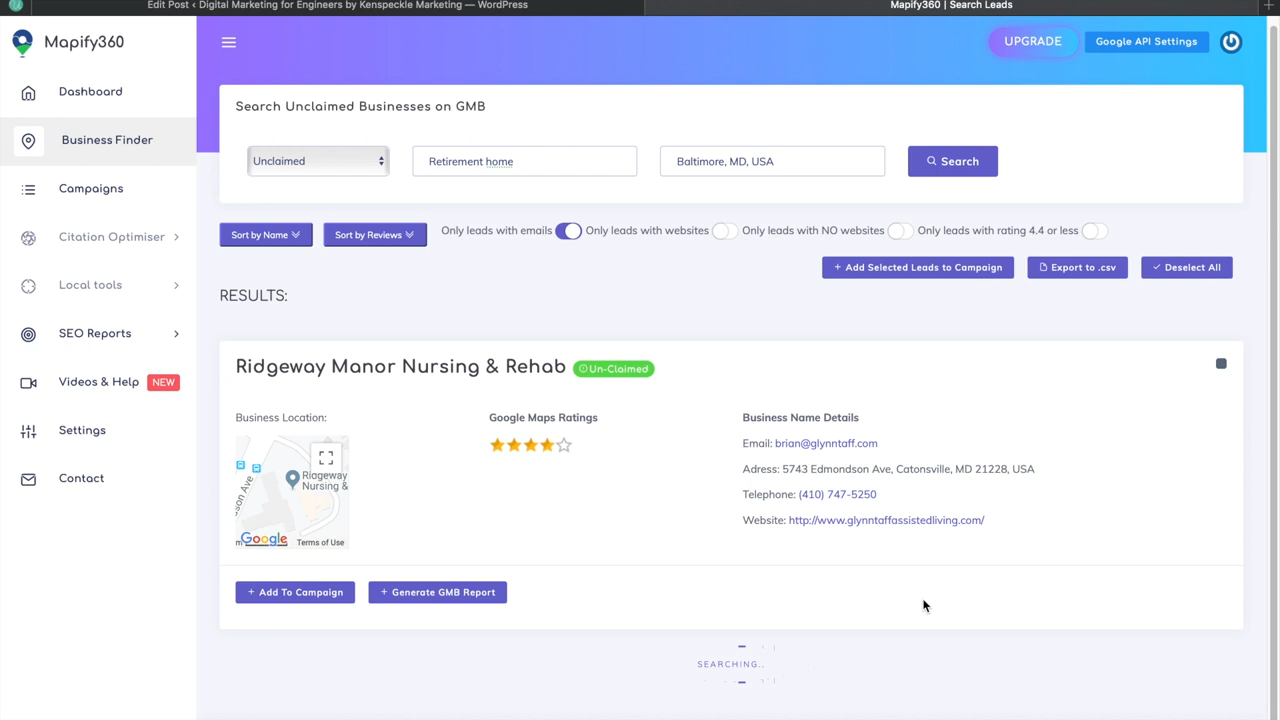 Edit Post ‹ Digital Marketing for Engineers by Kenspeckle Marketing — WordPress
Mapify360 | Search Leads
Mapify360
UPGRADE
Google API Settings
Dashboard
Business Finder
Campaigns
Citation Optimiser
Local tools
SEO Reports
Videos & Help NEW
Settings
Contact
Search Unclaimed Businesses on GMB
Unclaimed
Retirement home
Baltimore, MD, USA
Search
Sort by Name
Sort by Reviews
Only leads with emails
Only leads with websites
Only leads with NO websites
Only leads with rating 4.4 or less
+ Add Selected Leads to Campaign
Export to .csv
Deselect All
RESULTS:
Ridgeway Manor Nursing & Rehab
Un-Claimed
Business Location:
Ridgeway
Nursing &
son Ave
Google
Terms of Use
Google Maps Ratings
Business Name Details
Email: brian@glynntaff.com
Adress: 5743 Edmondson Ave, Catonsville, MD 21228, USA
Telephone: (410) 747-5250
Website: http://www.glynntaffassistedliving.com/
+ Add To Campaign
+ Generate GMB Report
SEARCHING..